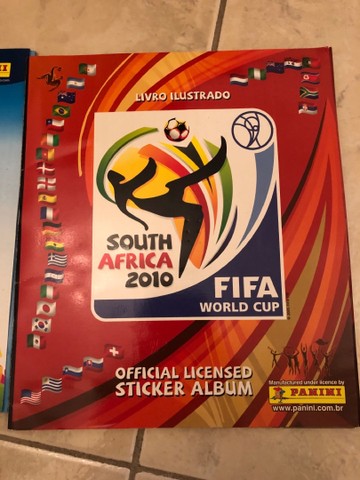 PANINI
LIVRO ILUSTRADO
SOUTH
AFRICA
2010
FIFA
WORLD CUP
OFFICIAL LICENSED
STICKER ALBUM
Manufactured under licence by
PANINI
www.panini.com.br